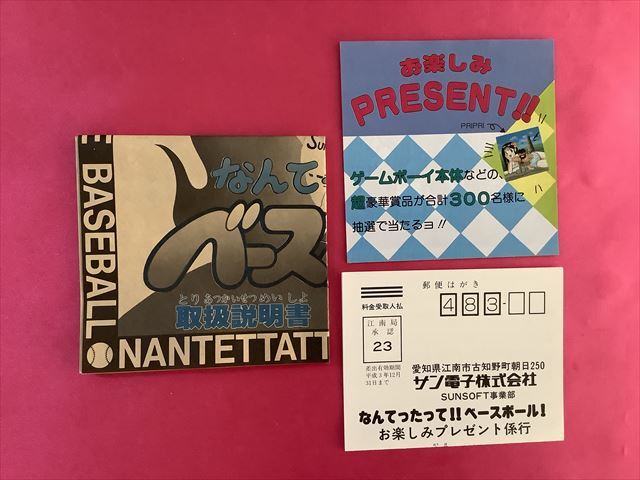 BASEBALL
Su
なんて
ベース
とりあつかいせつめいしょ
取扱説明書
NANTETTATT
お楽しみ
PRESENT!!
PRIPRI
ゲームボーイ本体などの、
超豪華賞品が合計300名様に
抽選で当たるヨ!!
郵便はがき
料金受取人払
483-
江南局
承認
23
差出有効期間
平成3年12月
31日まで
愛知県江南市古知野町朝日250
サン電子株式会社
SUNSOFT事業部
なんてったって!!ベースボール!
お楽しみプレゼント係行